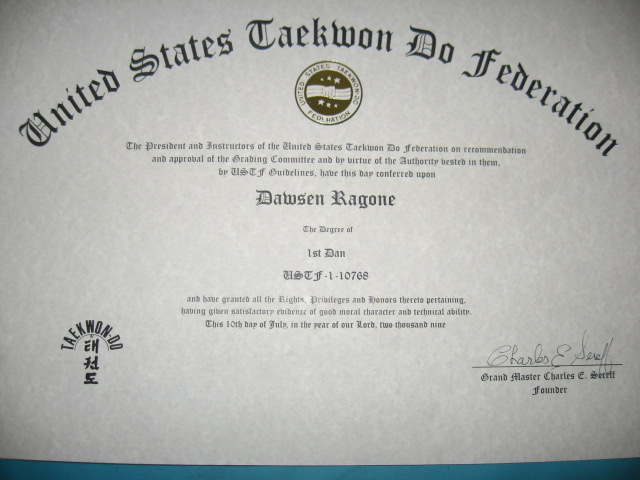 United States Taekwon Do Federation
UNITED STATES TAEKWON-DO
FEDERATION
The President and Instructors of the United States Taekwon Do Federation on recommendation
and approval of the Grading Committee and by virtue of the Authority vested in them,
by USTF Guidelines, have this day conferred upon
Dawsen Ragone
The Degree of
1st Dan
USTF-1-10768
and have granted all the Rights, Privileges and Honors thereto pertaining,
having given satisfactory evidence of good moral character and technical ability.
This 10th day of July, in the year of our Lord, two thousand nine
TAEKWON-DO
태
권
도
Charles E Sereff
Grand Master Charles E. Sereff
Founder